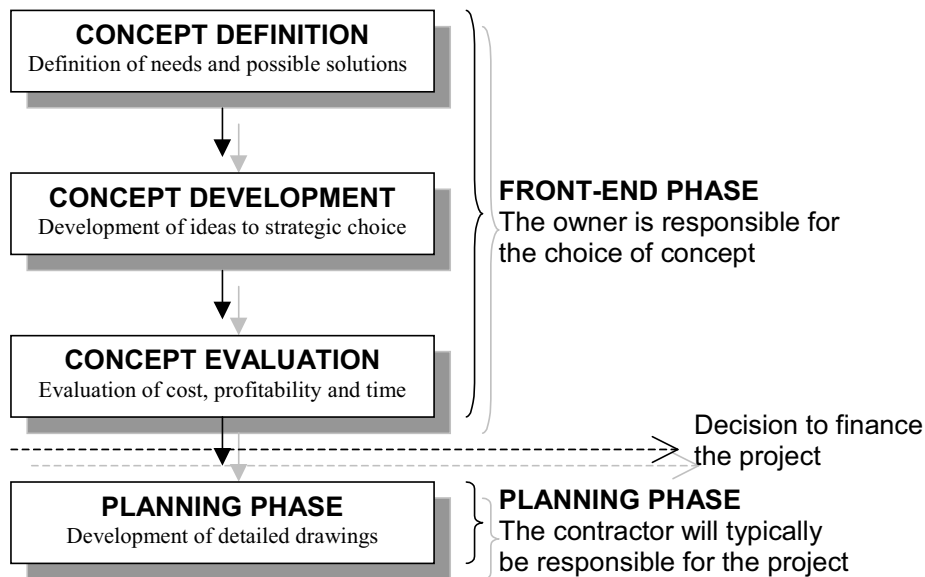 CONCEPT DEFINITION
Definition of needs and possible solutions
CONCEPT DEVELOPMENT
Development of ideas to strategic choice
FRONT-END PHASE
The owner is responsible for
the choice of concept
CONCEPT EVALUATION
Evaluation of cost, profitability and time
Decision to finance
the project
PLANNING PHASE
Development of detailed drawings
PLANNING PHASE
The contractor will typically
be responsible for the project